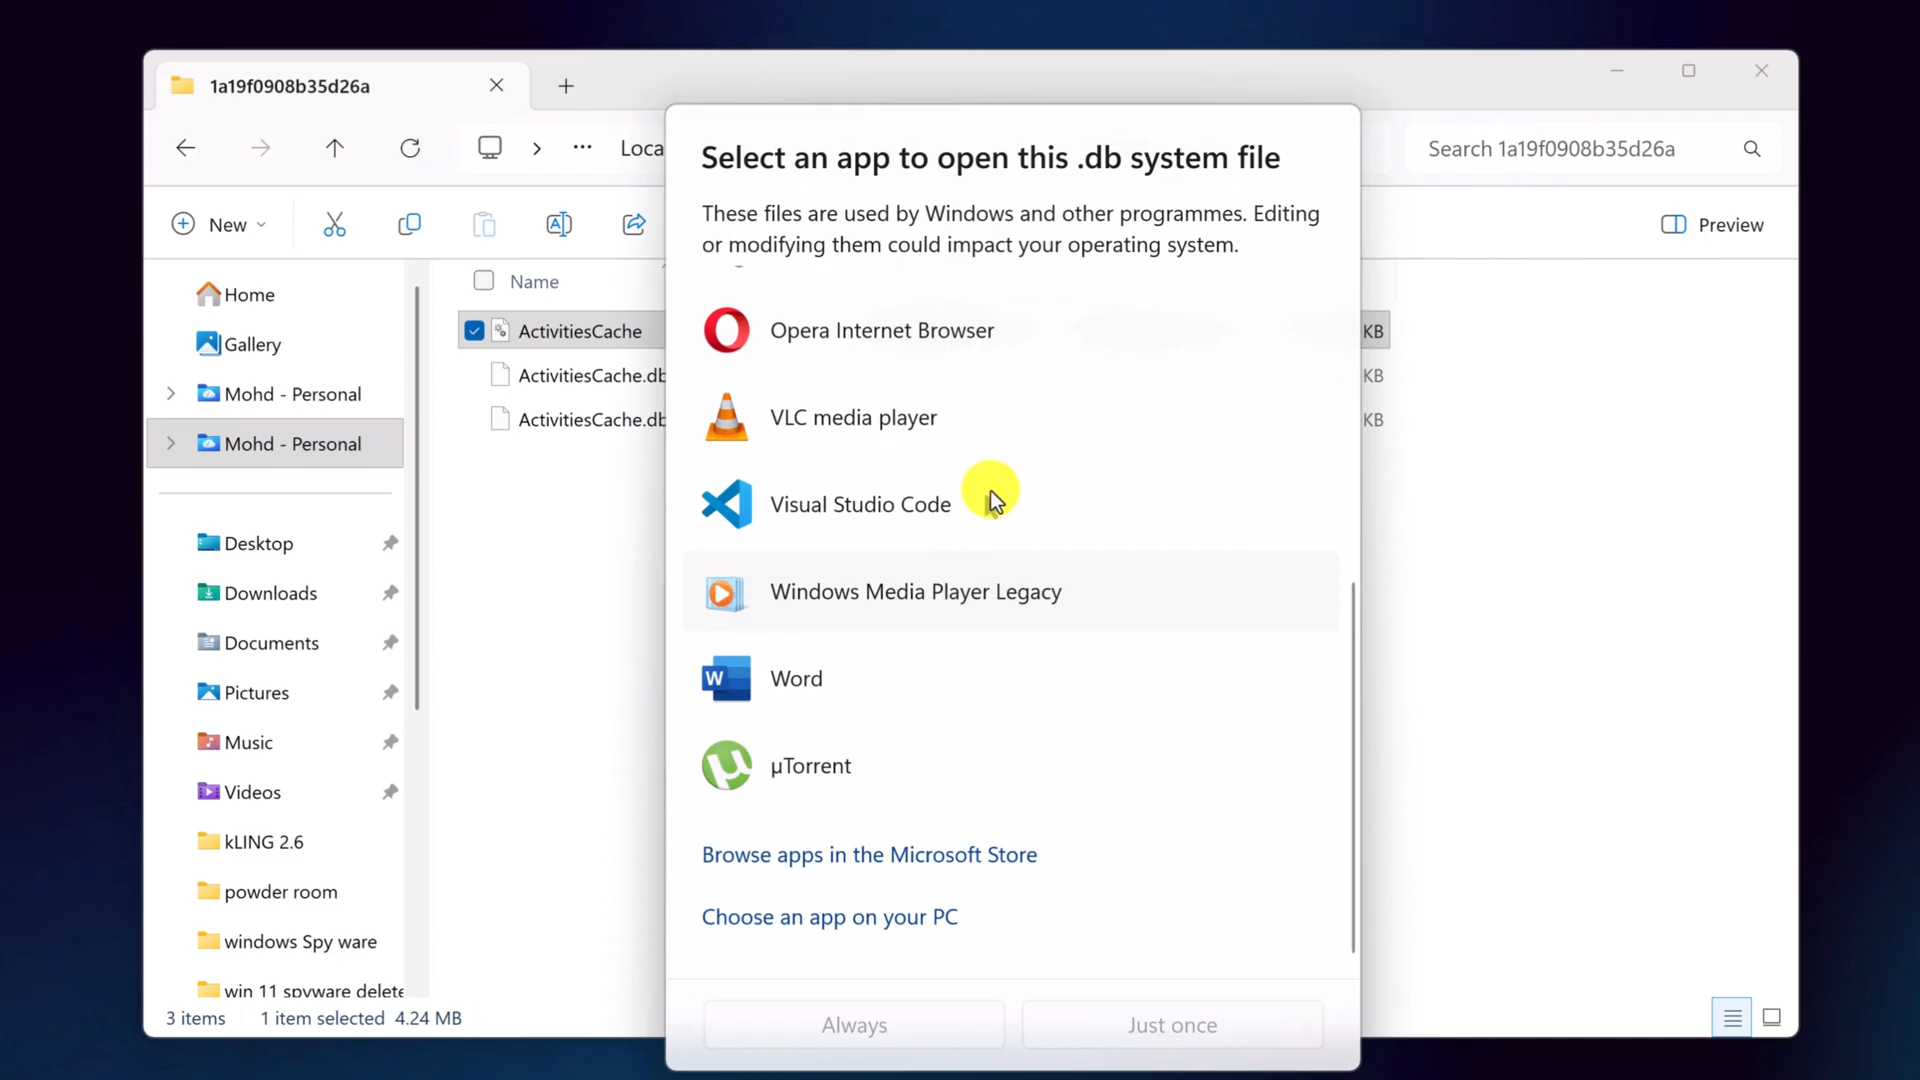 1a19f0908b35d26a
Loca
Search 1a19f0908b35d26a
New
Preview
Home
Gallery
Mohd - Personal
Mohd - Personal
Desktop
Downloads
Documents
Pictures
Music
Videos
kLING 2.6
powder room
windows Spy ware
win 11 spyware delete
Name
ActivitiesCache
KB
ActivitiesCache.db
KB
ActivitiesCache.db
KB
3 items
1 item selected 4.24 MB
Select an app to open this .db system file
These files are used by Windows and other programmes. Editing
or modifying them could impact your operating system.
Opera Internet Browser
VLC media player
Visual Studio Code
Windows Media Player Legacy
W
Word
µ
µTorrent
Browse apps in the Microsoft Store
Choose an app on your PC
Always
Just once